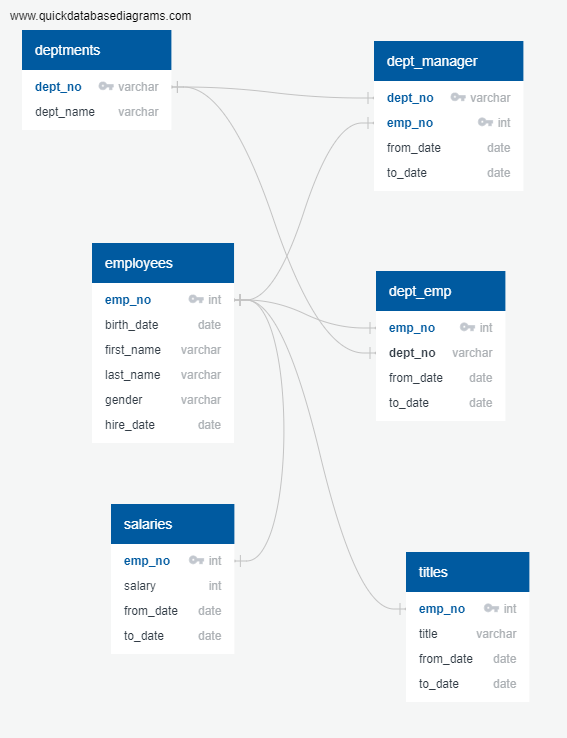 www.quickdatabasediagrams.com
deptments
dept_no varchar
dept_name varchar
dept_manager
dept_no varchar
emp_no int
from_date date
to_date date
employees
emp_no int
birth_date date
first_name varchar
last_name varchar
gender varchar
hire_date date
dept_emp
emp_no int
dept_no varchar
from_date date
to_date date
salaries
emp_no int
salary int
from_date date
to_date date
titles
emp_no int
title varchar
from_date date
to_date date